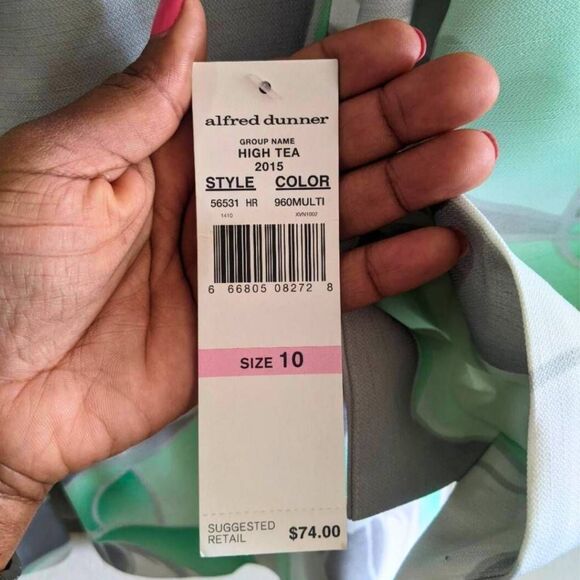 alfred dunner
GROUP NAME
HIGH TEA
2015
STYLE COLOR
56531 HR 960MULTI
1410 XVN1002
6 66805 08272 8
SIZE 10
SUGGESTED
RETAIL $74.00